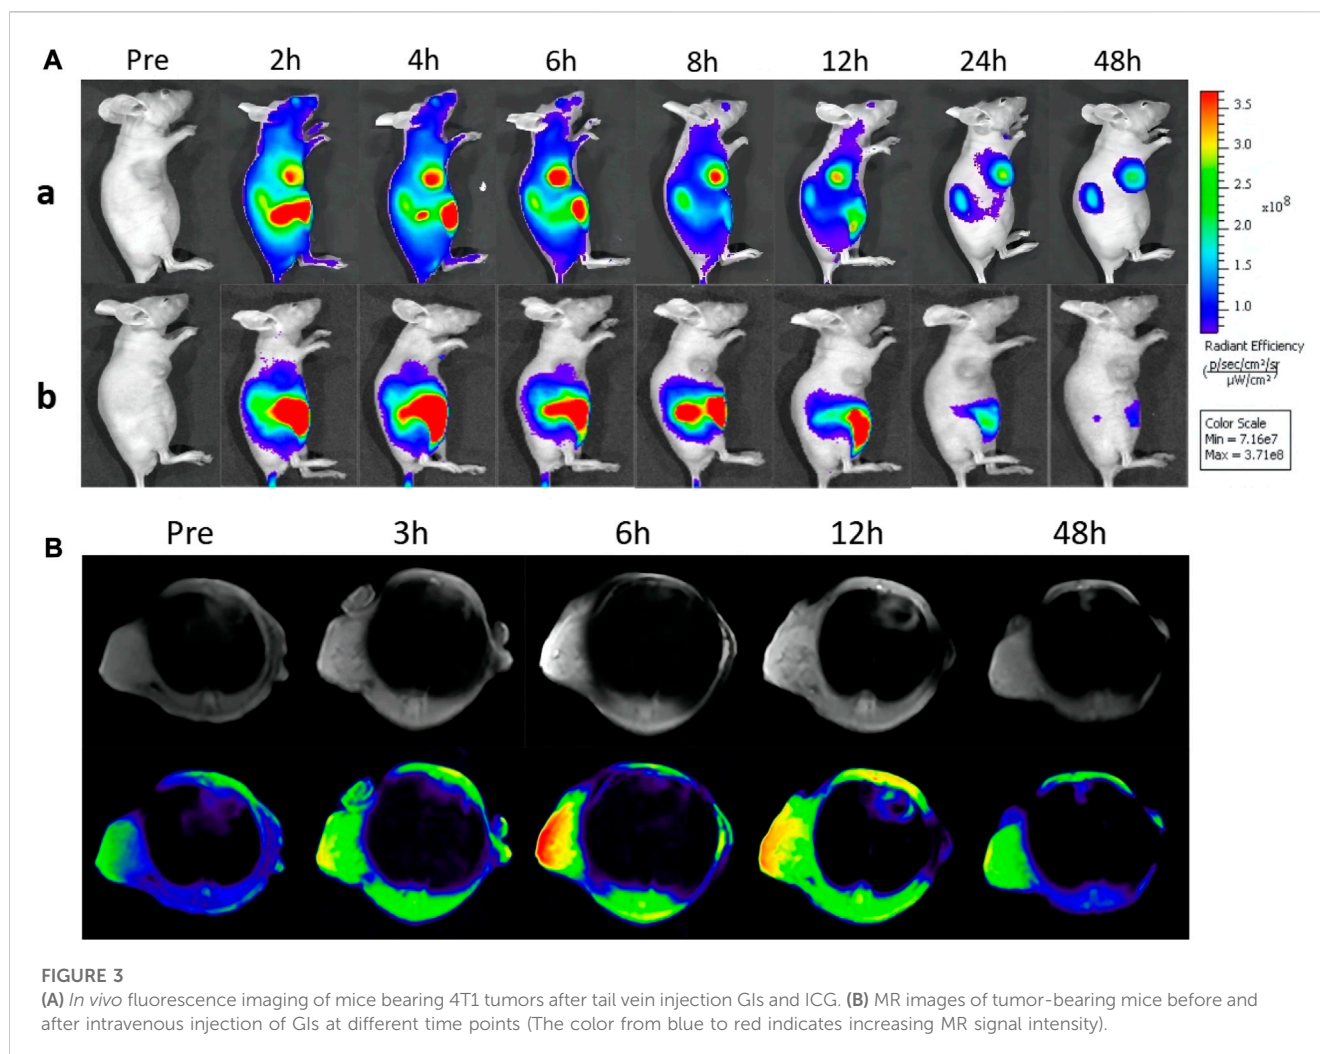 A
Pre 2h 4h 6h 8h 12h 24h 48h
a
b
3.5
3.0
2.5
x10⁸
2.0
1.5
1.0
Radiant Efficiency
(p/sec/cm²/sr
µW/cm²)
Color Scale
Min = 7.16e7
Max = 3.71e8
B
Pre 3h 6h 12h 48h
FIGURE 3
(A) In vivo fluorescence imaging of mice bearing 4T1 tumors after tail vein injection GIs and ICG. (B) MR images of tumor-bearing mice before and
after intravenous injection of GIs at different time points (The color from blue to red indicates increasing MR signal intensity).